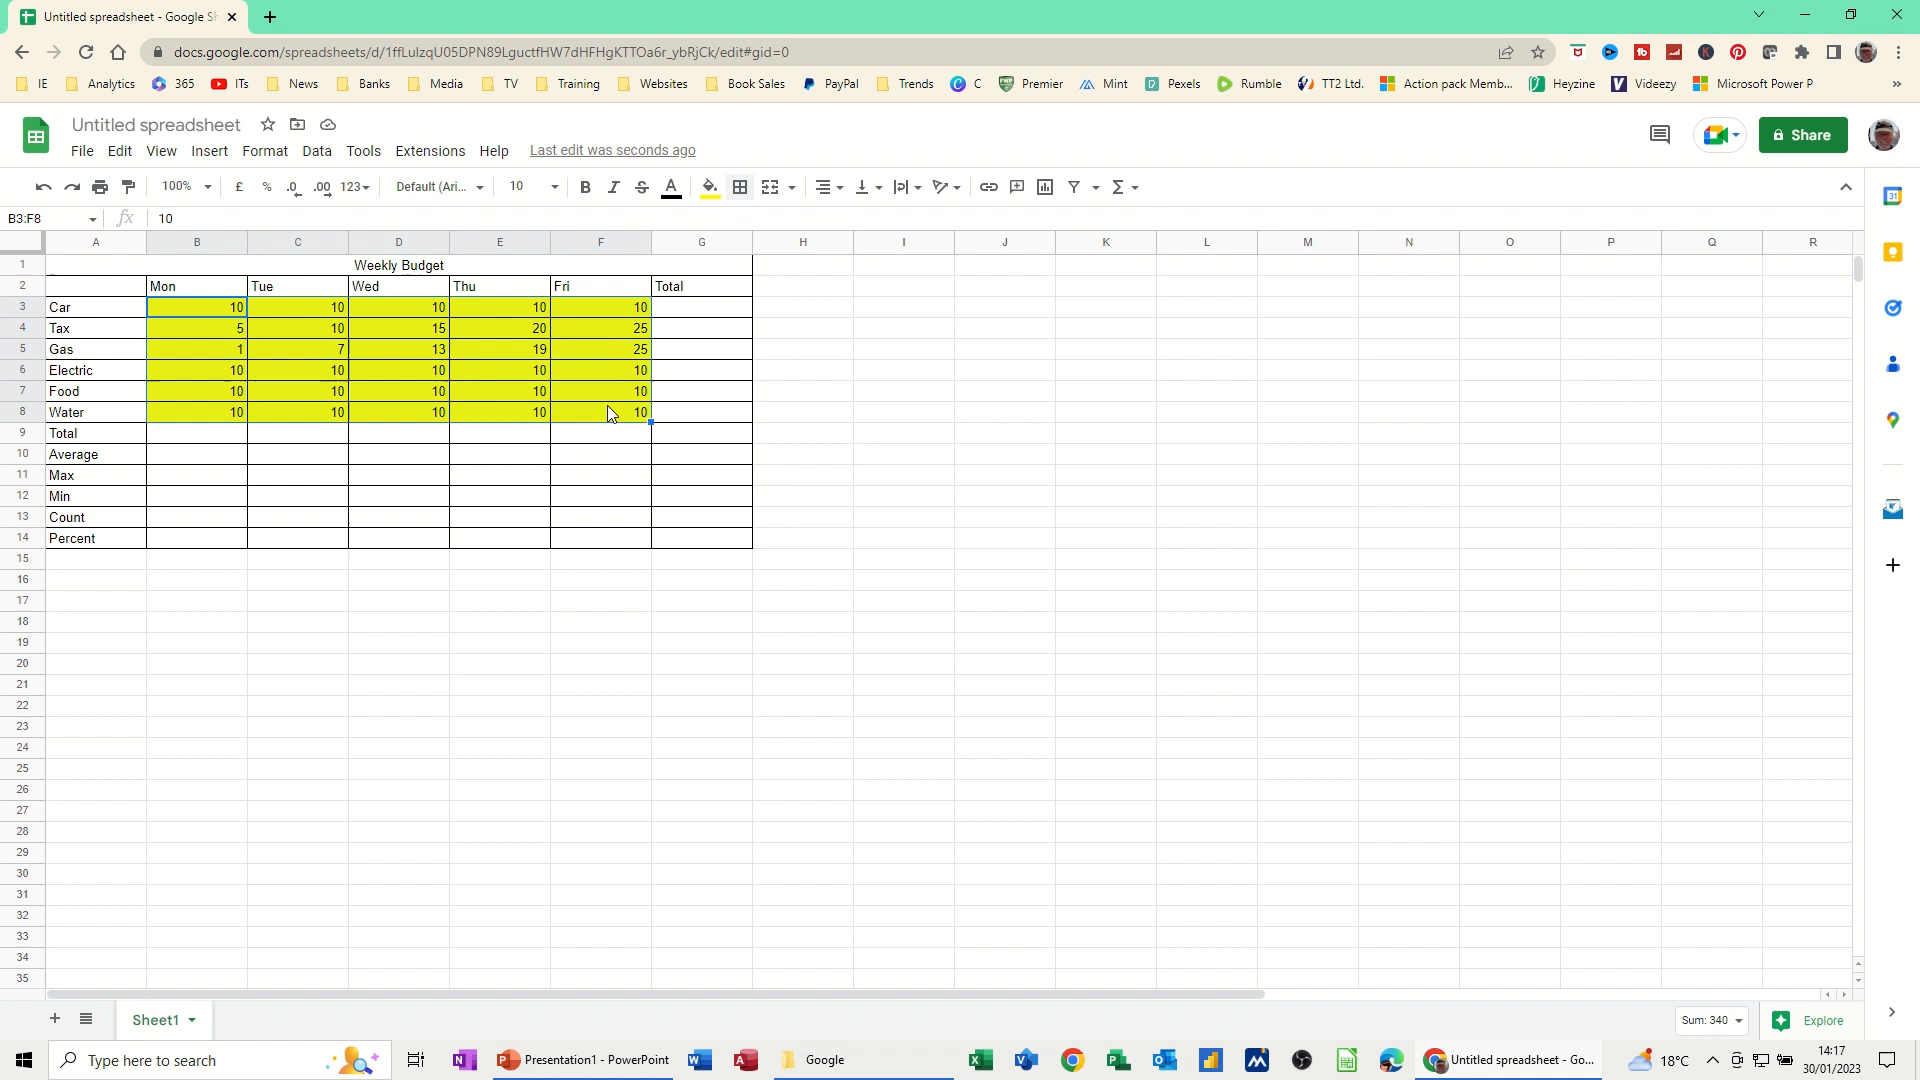 Untitled spreadsheet - Google Sh
docs.google.com/spreadsheets/d/1ffLuIzqU05DPN89LguctfHW7dHFHgKTTOa6r_ybRjCk/edit#gid=0
IE Analytics 365 ITs News Banks Media TV Training Websites Book Sales PayPal Trends C Premier Mint Pexels Rumble TT2 Ltd. Action pack Memb... Heyzine Videezy Microsoft Power P »
Untitled spreadsheet
Share
File Edit View Insert Format Data Tools Extensions Help Last edit was seconds ago
100% £ % .0 .00 123 Default (Ari... 10 B I S A Σ
B3:F8 fx 10
A B C D E F G H I J K L M N O P Q R
1 Weekly Budget
2 Mon Tue Wed Thu Fri Total
3 Car 10 10 10 10 10
4 Tax 5 10 15 20 25
5 Gas 1 7 13 19 25
6 Electric 10 10 10 10 10
7 Food 10 10 10 10 10
8 Water 10 10 10 10 10
9 Total
10 Average
11 Max
12 Min
13 Count
14 Percent
15
16
17
18
19
20
21
22
23
24
25
26
27
28
29
30
31
32
33
34
35
Sheet1 Sum: 340 Explore
Type here to search Presentation1 - PowerPoint Google Untitled spreadsheet - Go... 18°C 14:17
30/01/2023